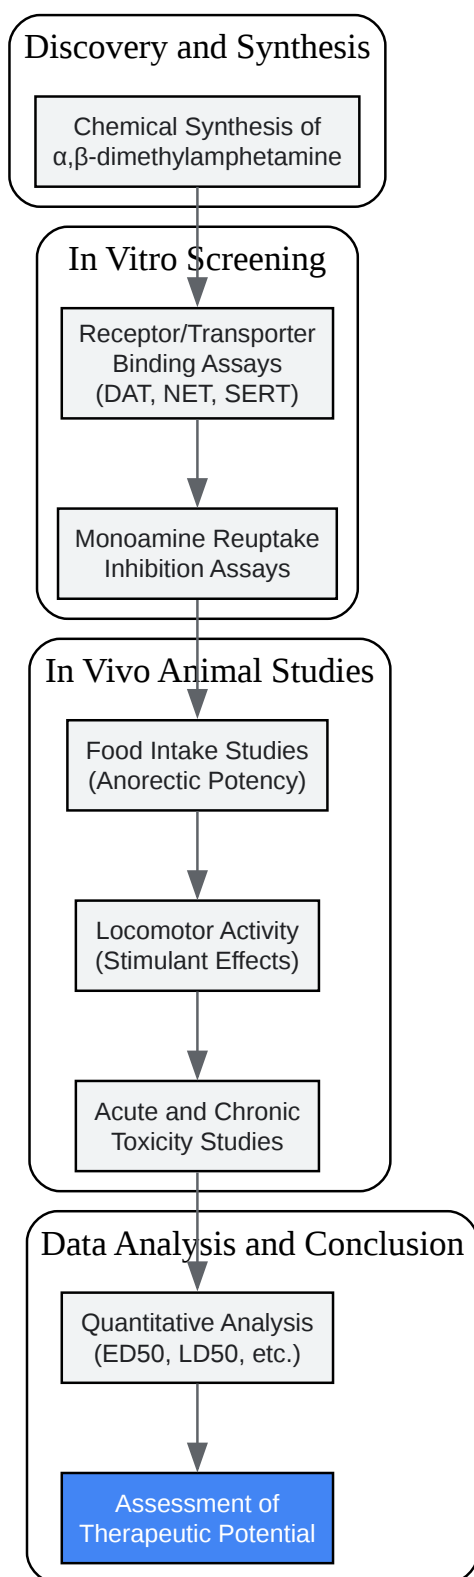 Discovery and Synthesis
Chemical Synthesis of
α,β-dimethylamphetamine
In Vitro Screening
Receptor/Transporter
Binding Assays
(DAT, NET, SERT)
Monoamine Reuptake
Inhibition Assays
In Vivo Animal Studies
Food Intake Studies
(Anorectic Potency)
Locomotor Activity
(Stimulant Effects)
Acute and Chronic
Toxicity Studies
Data Analysis and Conclusion
Quantitative Analysis
(ED50, LD50, etc.)
Assessment of
Therapeutic Potential